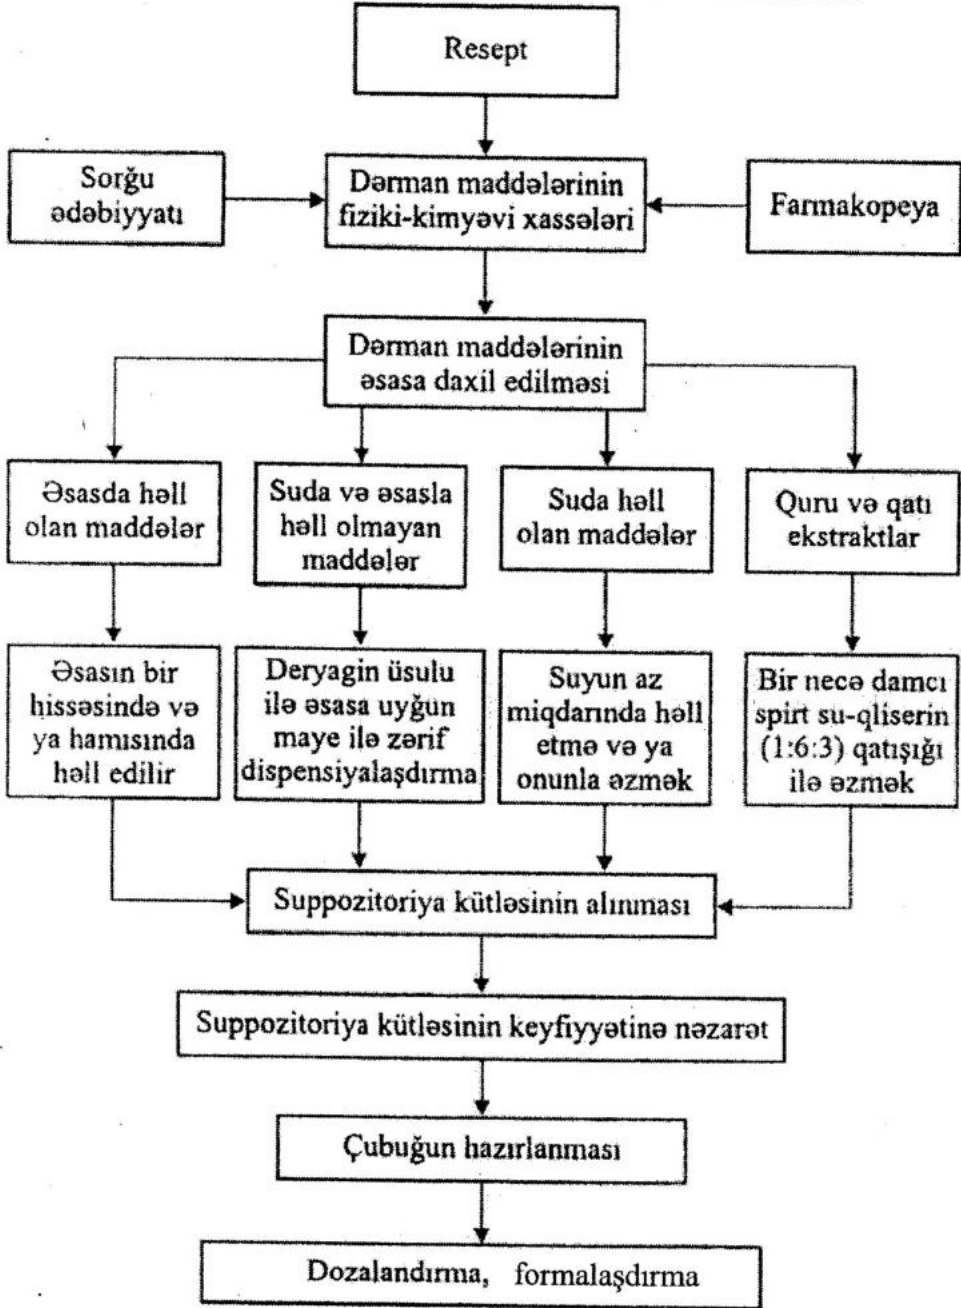 Resept
Sorğu
ədəbiyyatı
Dərman maddələrinin
fiziki-kimyəvi xassələri
Farmakopeya
Dərman maddələrinin
əsasa daxil edilməsi
Əsasda həll
olan maddələr
Suda və əsasla
həll olmayan
maddələr
Suda həll
olan maddələr
Quru və qatı
ekstraktlar
Əsasın bir
hissəsində və
ya hamısında
həll edilir
Deryagin üsulu
ilə əsasa uyğun
maye ilə zərif
dispensiyalaşdırma
Suyun az
miqdarında həll
etmə və ya
onunla əzmək
Bir necə damcı
spirt su-qliserin
(1:6:3) qatışığı
ilə əzmək
Suppozitoriya kütləsinin alınması
Suppozitoriya kütləsinin keyfiyyətinə nəzarət
Çubuğun hazırlanması
Dozalandırma, formalaşdırma